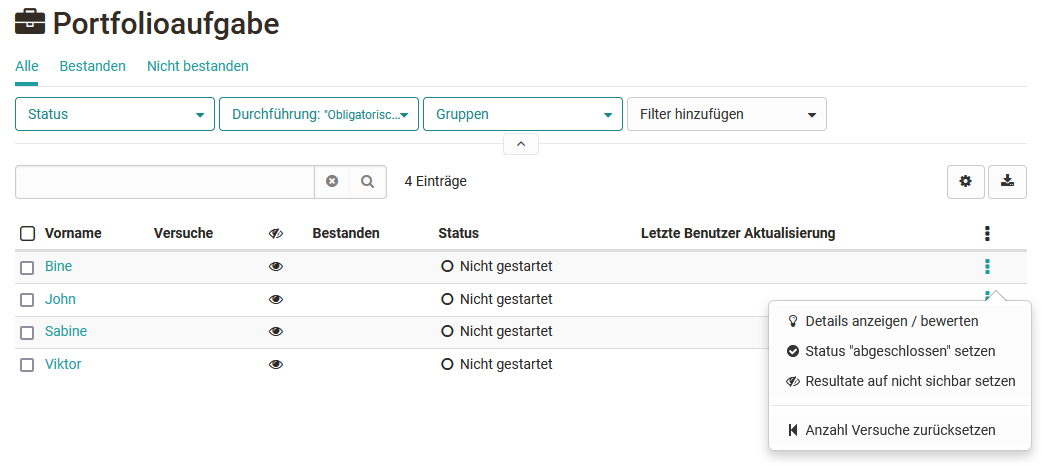 Portfolioaufgabe
Alle Bestanden Nicht bestanden
Status Durchführung: "Obligatorisc... Gruppen Filter hinzufügen
4 Einträge
Vorname Versuche Bestanden Status Letzte Benutzer Aktualisierung
Bine Nicht gestartet
John Nicht gestartet
Sabine Nicht gestartet
Viktor Nicht gestartet
Details anzeigen / bewerten
Status "abgeschlossen" setzen
Resultate auf nicht sichbar setzen
Anzahl Versuche zurücksetzen